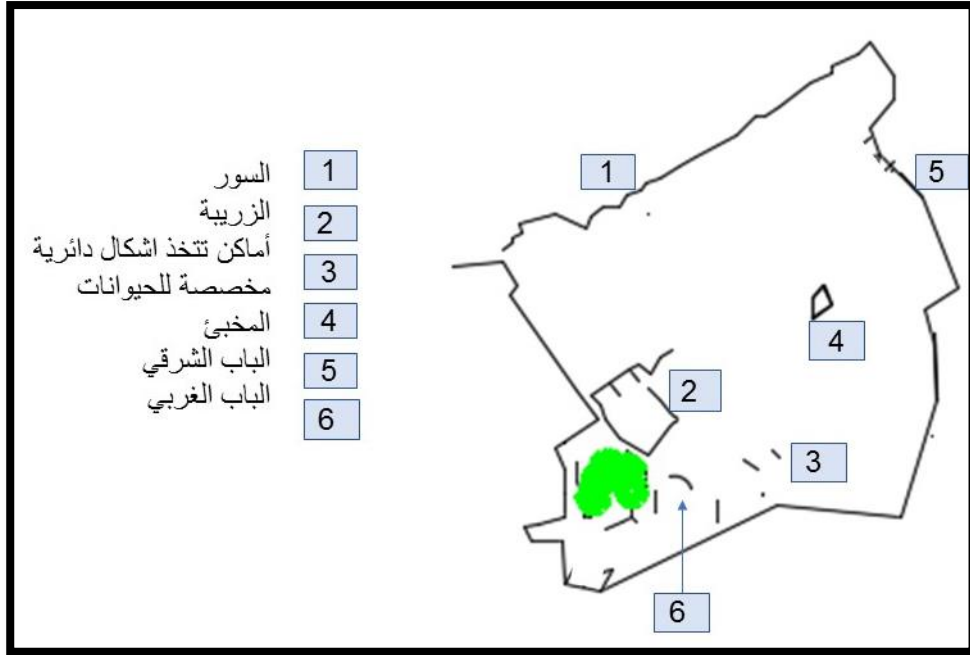 السور 1
الزريبة 2
أماكن تتخذ اشكال دائرية 3
مخصصة للحيوانات
المخبئ 4
الباب الشرقي 5
الباب الغربي 6
1
5
4
2
3
6